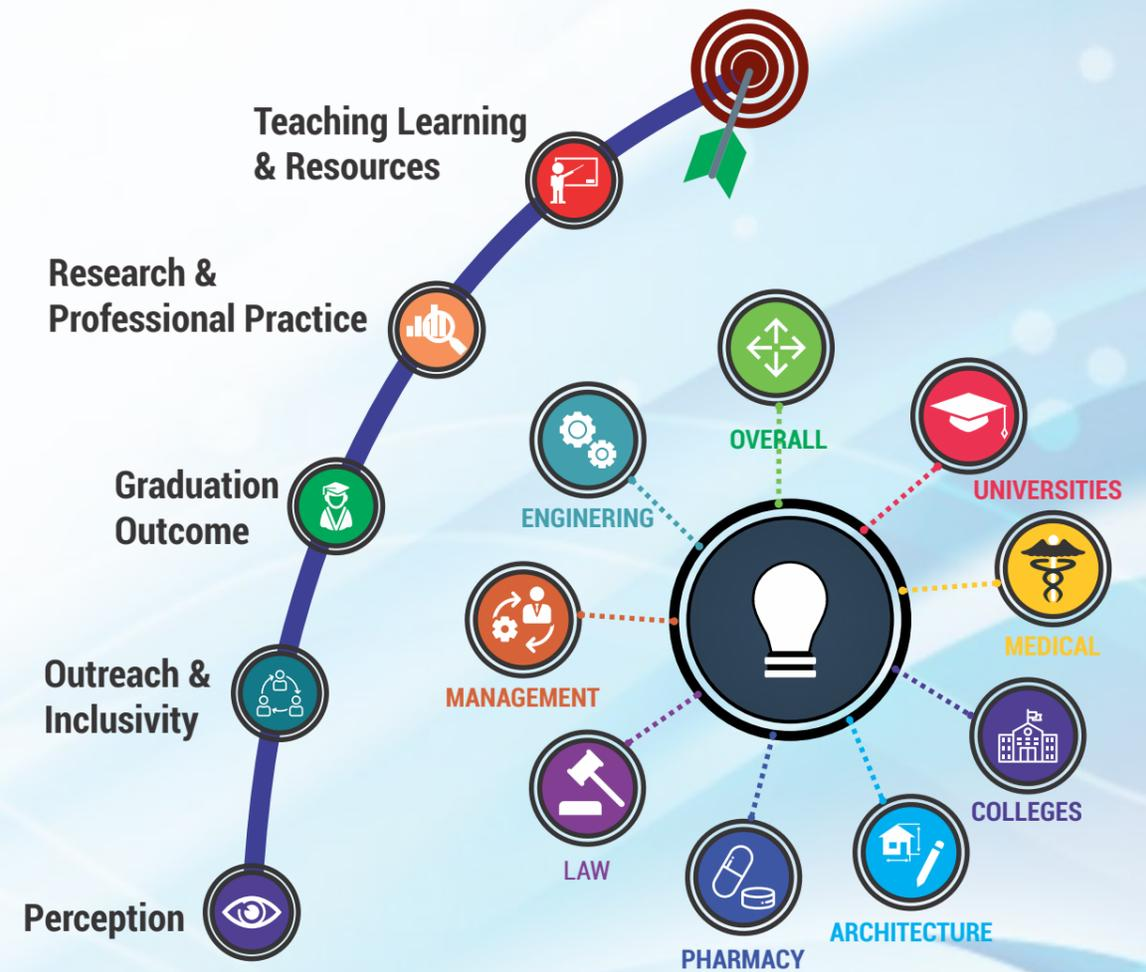 Teaching Learning
& Resources
Research &
Professional Practice
Graduation
Outcome
Outreach &
Inclusivity
Perception
OVERALL
UNIVERSITIES
ENGINERING
MEDICAL
MANAGEMENT
COLLEGES
LAW
ARCHITECTURE
PHARMACY